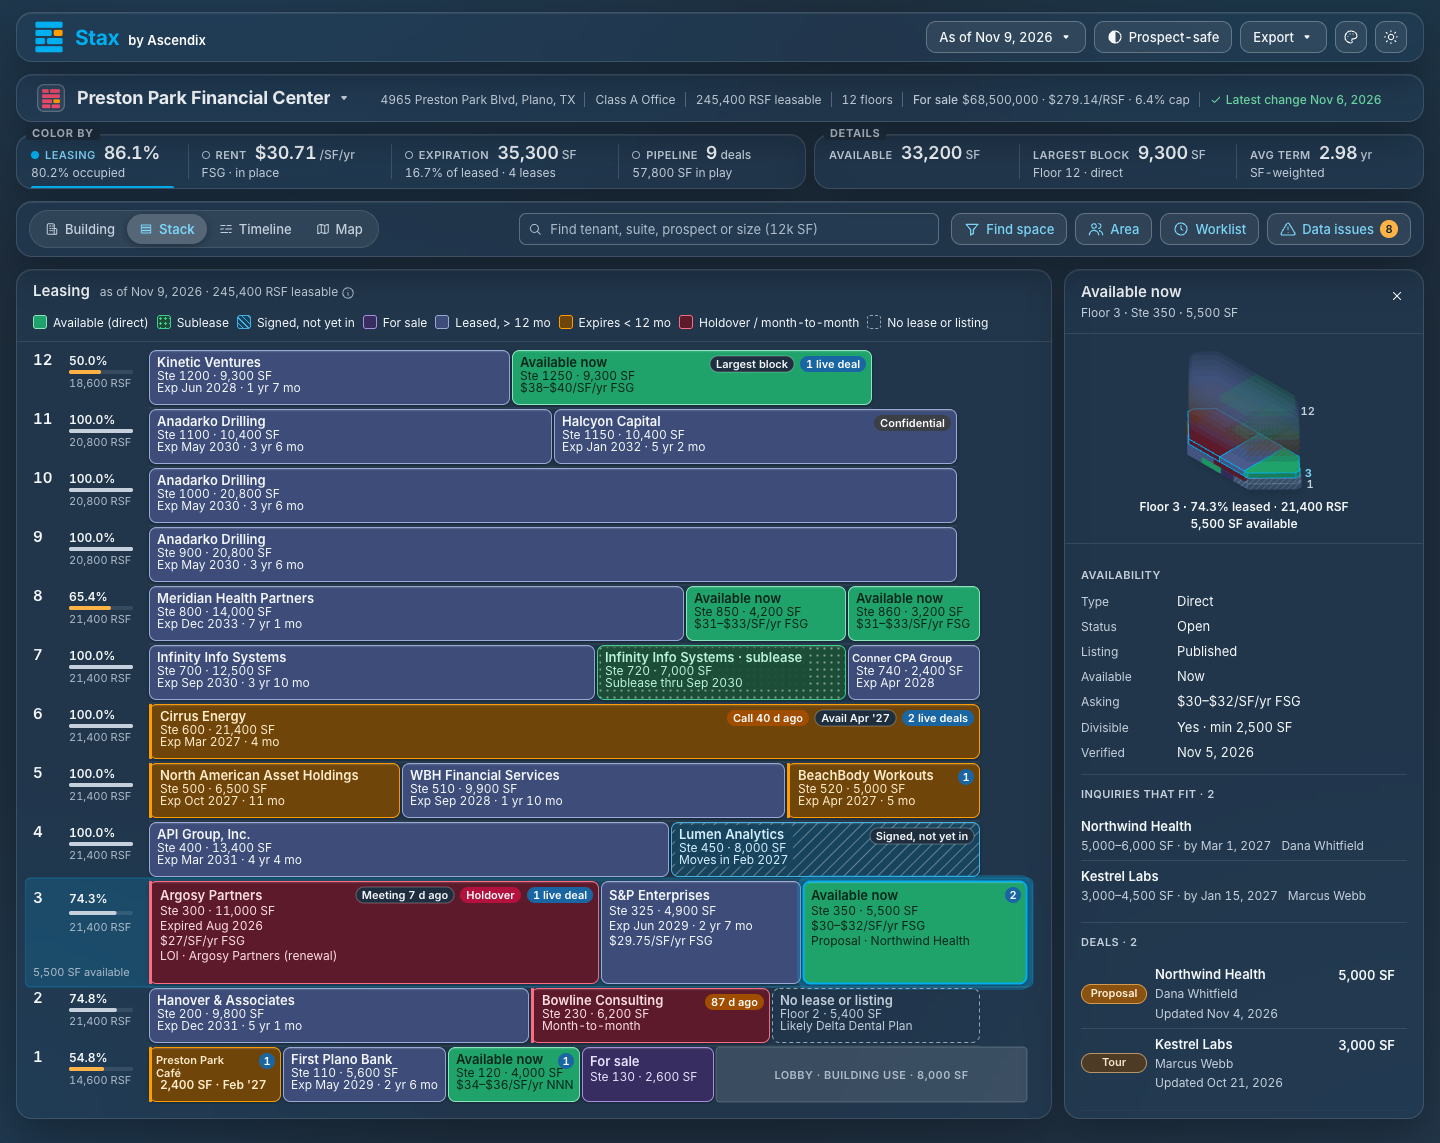 Stax by Ascendix
As of Nov 9, 2026
Prospect-safe
Export
Preston Park Financial Center
4965 Preston Park Blvd, Plano, TX
Class A Office
245,400 RSF leasable
12 floors
For sale $68,500,000 · $279.14/RSF · 6.4% cap
✓ Latest change Nov 6, 2026
COLOR BY
LEASING 86.1%
80.2% occupied
RENT $30.71 /SF/yr
FSG · in place
EXPIRATION 35,300 SF
16.7% of leased · 4 leases
PIPELINE 9 deals
57,800 SF in play
DETAILS
AVAILABLE 33,200 SF
LARGEST BLOCK 9,300 SF
Floor 12 · direct
AVG TERM 2.98 yr
SF-weighted
Building
Stack
Timeline
Map
Find tenant, suite, prospect or size (12k SF)
Find space
Area
Worklist
Data issues 8
Leasing as of Nov 9, 2026 · 245,400 RSF leasable
Available (direct)
Sublease
Signed, not yet in
For sale
Leased, > 12 mo
Expires < 12 mo
Holdover / month-to-month
No lease or listing
12
50.0%
18,600 RSF
Kinetic Ventures
Ste 1200 · 9,300 SF
Exp Jun 2028 · 1 yr 7 mo
Available now
Ste 1250 · 9,300 SF
$38–$40/SF/yr FSG
Largest block
1 live deal
11
100.0%
20,800 RSF
Anadarko Drilling
Ste 1100 · 10,400 SF
Exp May 2030 · 3 yr 6 mo
Halcyon Capital
Ste 1150 · 10,400 SF
Exp Jan 2032 · 5 yr 2 mo
Confidential
10
100.0%
20,800 RSF
Anadarko Drilling
Ste 1000 · 20,800 SF
Exp May 2030 · 3 yr 6 mo
9
100.0%
20,800 RSF
Anadarko Drilling
Ste 900 · 20,800 SF
Exp May 2030 · 3 yr 6 mo
8
65.4%
21,400 RSF
Meridian Health Partners
Ste 800 · 14,000 SF
Exp Dec 2033 · 7 yr 1 mo
Available now
Ste 850 · 4,200 SF
$31–$33/SF/yr FSG
Available now
Ste 860 · 3,200 SF
$31–$33/SF/yr FSG
7
100.0%
21,400 RSF
Infinity Info Systems
Ste 700 · 12,500 SF
Exp Sep 2030 · 3 yr 10 mo
Infinity Info Systems · sublease
Ste 720 · 7,000 SF
Sublease thru Sep 2030
Conner CPA Group
Ste 740 · 2,400 SF
Exp Apr 2028
6
100.0%
21,400 RSF
Cirrus Energy
Ste 600 · 21,400 SF
Exp Mar 2027 · 4 mo
Call 40 d ago
Avail Apr '27
2 live deals
5
100.0%
21,400 RSF
North American Asset Holdings
Ste 500 · 6,500 SF
Exp Oct 2027 · 11 mo
WBH Financial Services
Ste 510 · 9,900 SF
Exp Sep 2028 · 1 yr 10 mo
BeachBody Workouts
Ste 520 · 5,000 SF
Exp Apr 2027 · 5 mo
1
4
100.0%
21,400 RSF
API Group, Inc.
Ste 400 · 13,400 SF
Exp Mar 2031 · 4 yr 4 mo
Lumen Analytics
Ste 450 · 8,000 SF
Moves in Feb 2027
Signed, not yet in
3
74.3%
21,400 RSF
5,500 SF available
Argosy Partners
Ste 300 · 11,000 SF
Expired Aug 2026
$27/SF/yr FSG
LOI · Argosy Partners (renewal)
Meeting 7 d ago
Holdover
1 live deal
S&P Enterprises
Ste 325 · 4,900 SF
Exp Jun 2029 · 2 yr 7 mo
$29.75/SF/yr FSG
Available now
Ste 350 · 5,500 SF
$30–$32/SF/yr FSG
Proposal · Northwind Health
2
2
74.8%
21,400 RSF
Hanover & Associates
Ste 200 · 9,800 SF
Exp Dec 2031 · 5 yr 1 mo
Bowline Consulting
Ste 230 · 6,200 SF
Month-to-month
87 d ago
No lease or listing
Floor 2 · 5,400 SF
Likely Delta Dental Plan
1
54.8%
14,600 RSF
Preston Park
Café
2,400 SF · Feb '27
1
First Plano Bank
Ste 110 · 5,600 SF
Exp May 2029 · 2 yr 6 mo
Available now
Ste 120 · 4,000 SF
$34–$36/SF/yr NNN
1
For sale
Ste 130 · 2,600 SF
LOBBY · BUILDING USE · 8,000 SF
Available now
Floor 3 · Ste 350 · 5,500 SF
12
3
1
Floor 3 · 74.3% leased · 21,400 RSF
5,500 SF available
AVAILABILITY
Type Direct
Status Open
Listing Published
Available Now
Asking $30–$32/SF/yr FSG
Divisible Yes · min 2,500 SF
Verified Nov 5, 2026
INQUIRIES THAT FIT · 2
Northwind Health
5,000–6,000 SF · by Mar 1, 2027 Dana Whitfield
Kestrel Labs
3,000–4,500 SF · by Jan 15, 2027 Marcus Webb
DEALS · 2
Proposal
Northwind Health 5,000 SF
Dana Whitfield
Updated Nov 4, 2026
Tour
Kestrel Labs 3,000 SF
Marcus Webb
Updated Oct 21, 2026